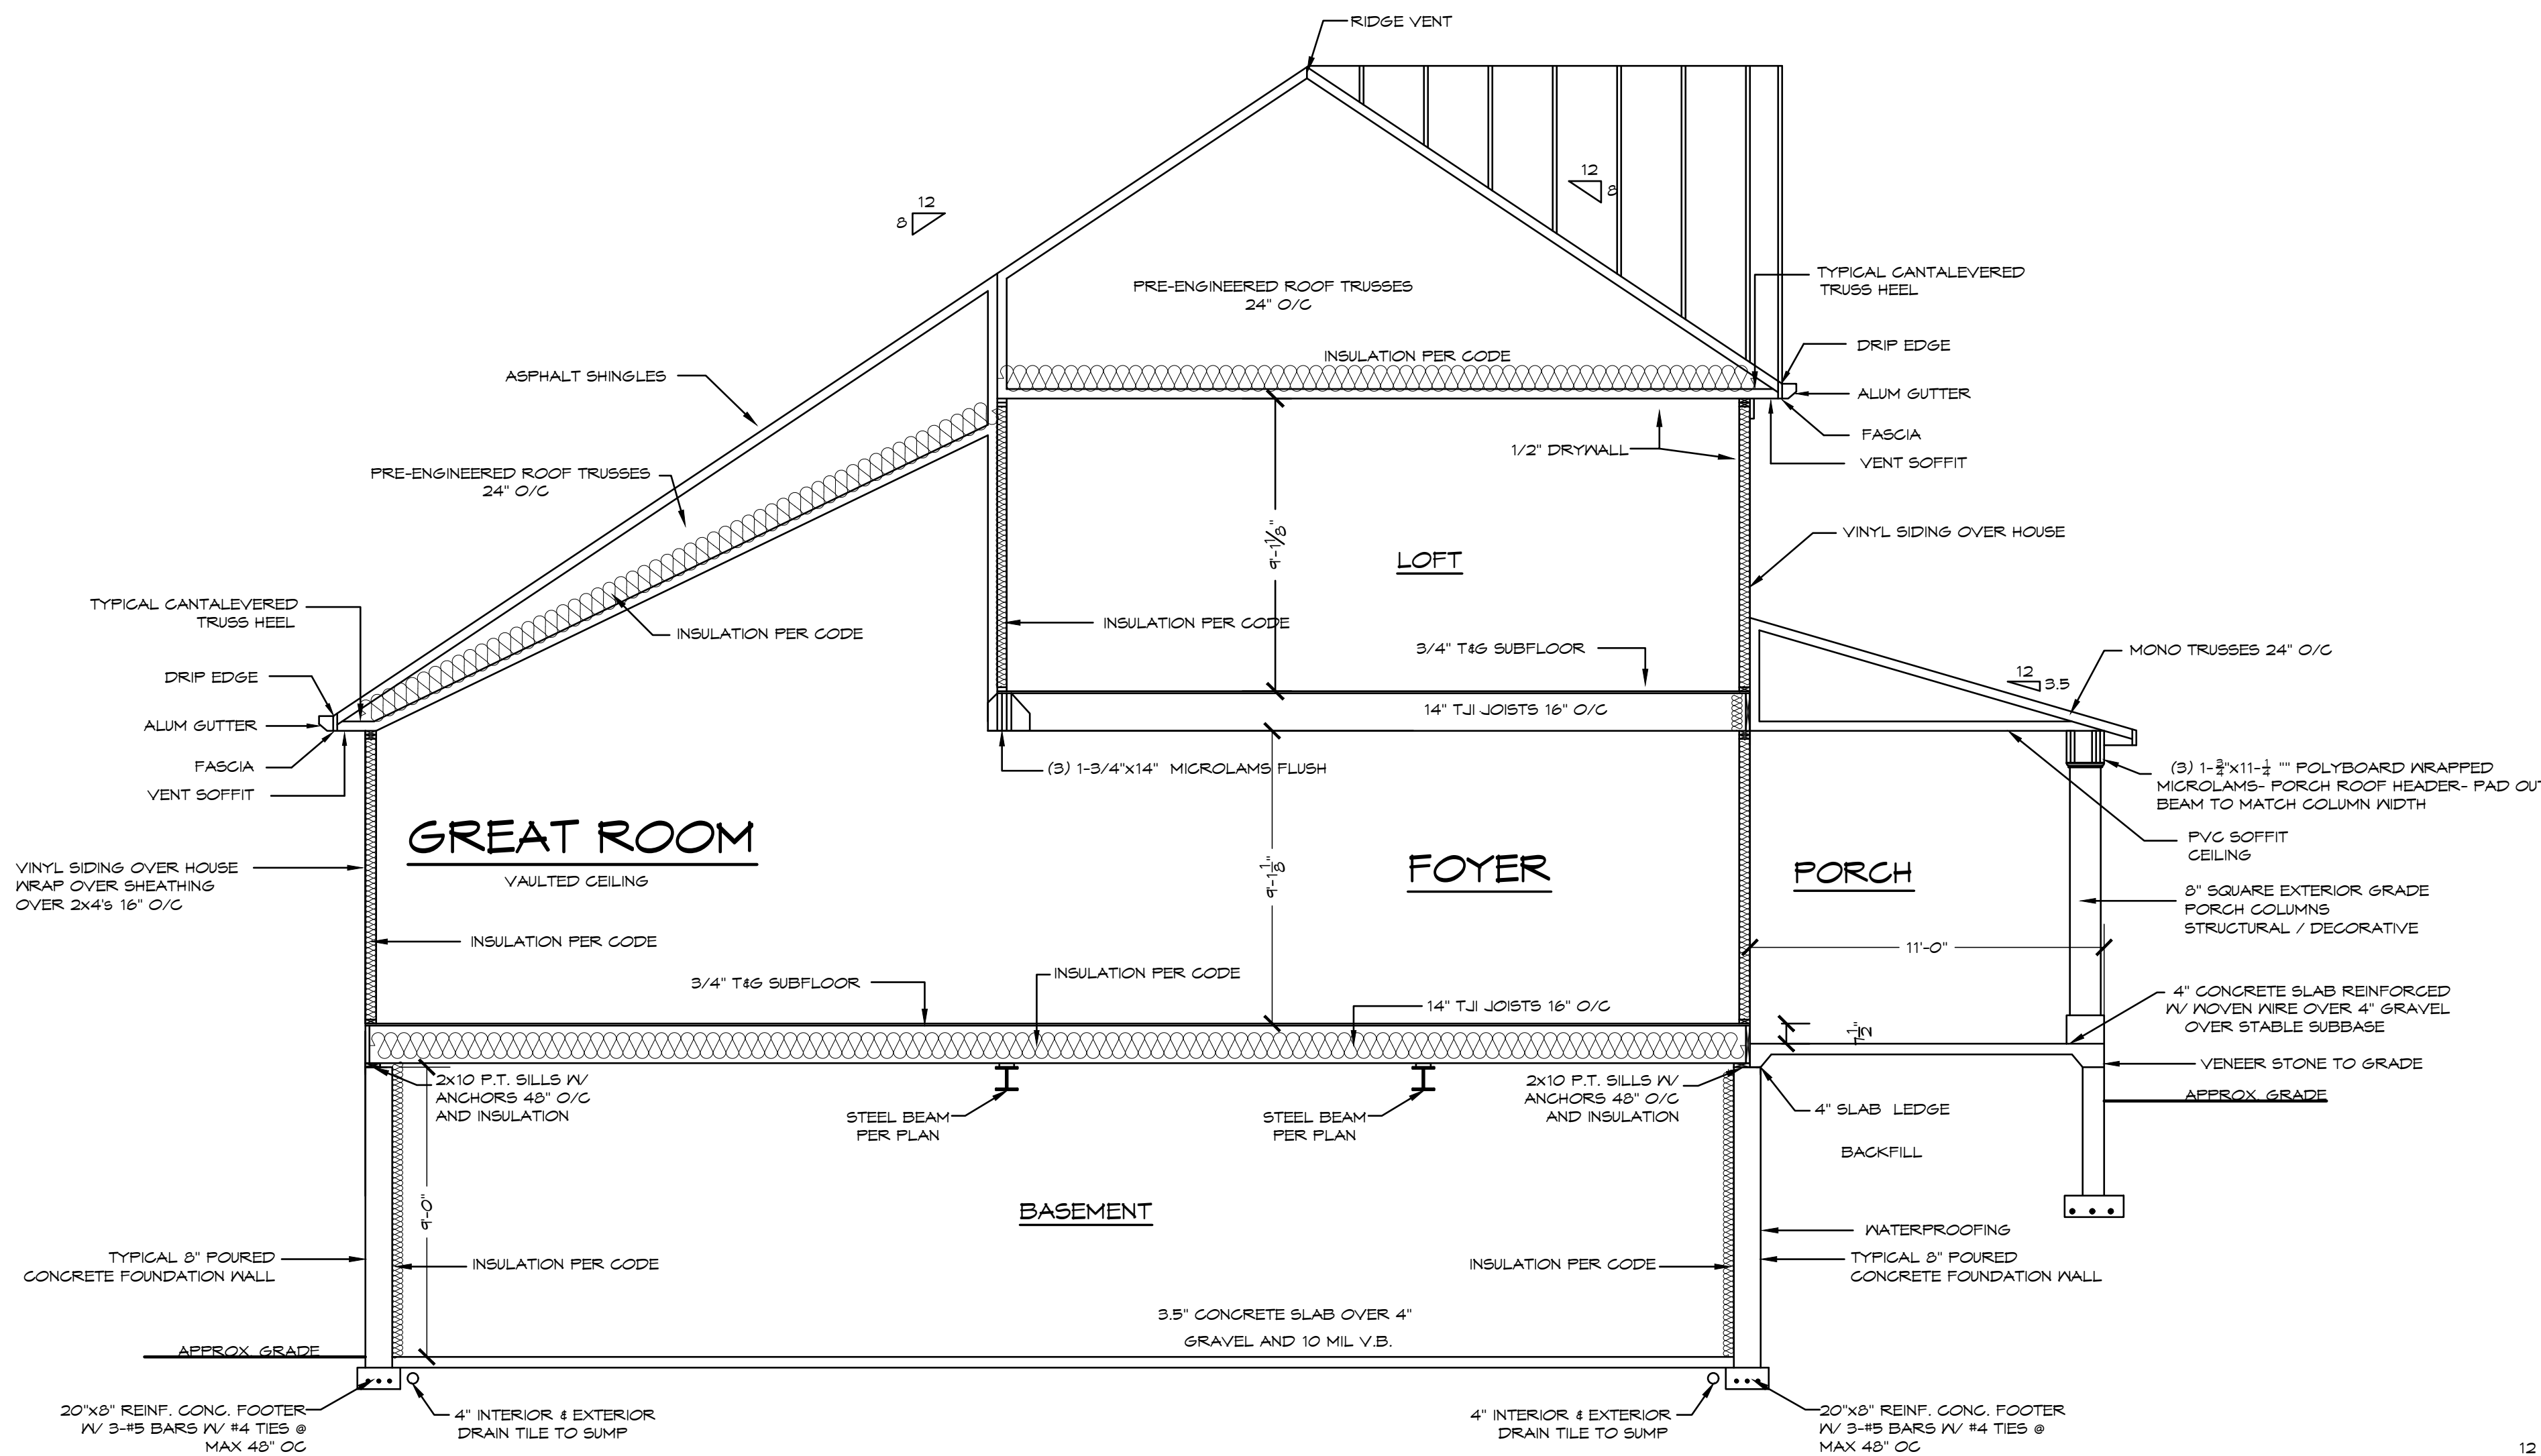 RIDGE VENT
12
8
12
8
PRE-ENGINEERED ROOF TRUSSES
24" O/C
TYPICAL CANTALEVERED
TRUSS HEEL
DRIP EDGE
INSULATION PER CODE
ASPHALT SHINGLES
ALUM GUTTER
FASCIA
1/2" DRYWALL
VENT SOFFIT
PRE-ENGINEERED ROOF TRUSSES
24" O/C
9'-1 1/8"
VINYL SIDING OVER HOUSE
LOFT
TYPICAL CANTALEVERED
TRUSS HEEL
INSULATION PER CODE
INSULATION PER CODE
3/4" T&G SUBFLOOR
MONO TRUSSES 24" O/C
12
3.5
DRIP EDGE
14" TJI JOISTS 16" O/C
ALUM GUTTER
FASCIA
(3) 1-3/4"x14" MICROLAMS FLUSH
VENT SOFFIT
(3) 1-3/4"x11-1/4 "" POLYBOARD WRAPPED
MICROLAMS- PORCH ROOF HEADER- PAD OUT
BEAM TO MATCH COLUMN WIDTH
GREAT ROOM
VAULTED CEILING
9'-1 1/8"
FOYER
PORCH
PVC SOFFIT
CEILING
VINYL SIDING OVER HOUSE
WRAP OVER SHEATHING
OVER 2x4's 16" O/C
8" SQUARE EXTERIOR GRADE
PORCH COLUMNS
STRUCTURAL / DECORATIVE
INSULATION PER CODE
11'-0"
3/4" T&G SUBFLOOR
INSULATION PER CODE
14" TJI JOISTS 16" O/C
4" CONCRETE SLAB REINFORCED
W/ WOVEN WIRE OVER 4" GRAVEL
OVER STABLE SUBBASE
7 1/2"
VENEER STONE TO GRADE
2x10 P.T. SILLS W/
ANCHORS 48" O/C
AND INSULATION
STEEL BEAM
PER PLAN
STEEL BEAM
PER PLAN
2x10 P.T. SILLS W/
ANCHORS 48" O/C
AND INSULATION
4" SLAB LEDGE
APPROX. GRADE
BACKFILL
9'-0"
BASEMENT
WATERPROOFING
TYPICAL 8" POURED
CONCRETE FOUNDATION WALL
INSULATION PER CODE
INSULATION PER CODE
TYPICAL 8" POURED
CONCRETE FOUNDATION WALL
3.5" CONCRETE SLAB OVER 4"
GRAVEL AND 10 MIL V.B.
APPROX. GRADE
20"x8" REINF. CONC. FOOTER
W/ 3-#5 BARS W/ #4 TIES @
MAX 48" OC
4" INTERIOR & EXTERIOR
DRAIN TILE TO SUMP
4" INTERIOR & EXTERIOR
DRAIN TILE TO SUMP
20"x8" REINF. CONC. FOOTER
W/ 3-#5 BARS W/ #4 TIES @
MAX 48" OC
12